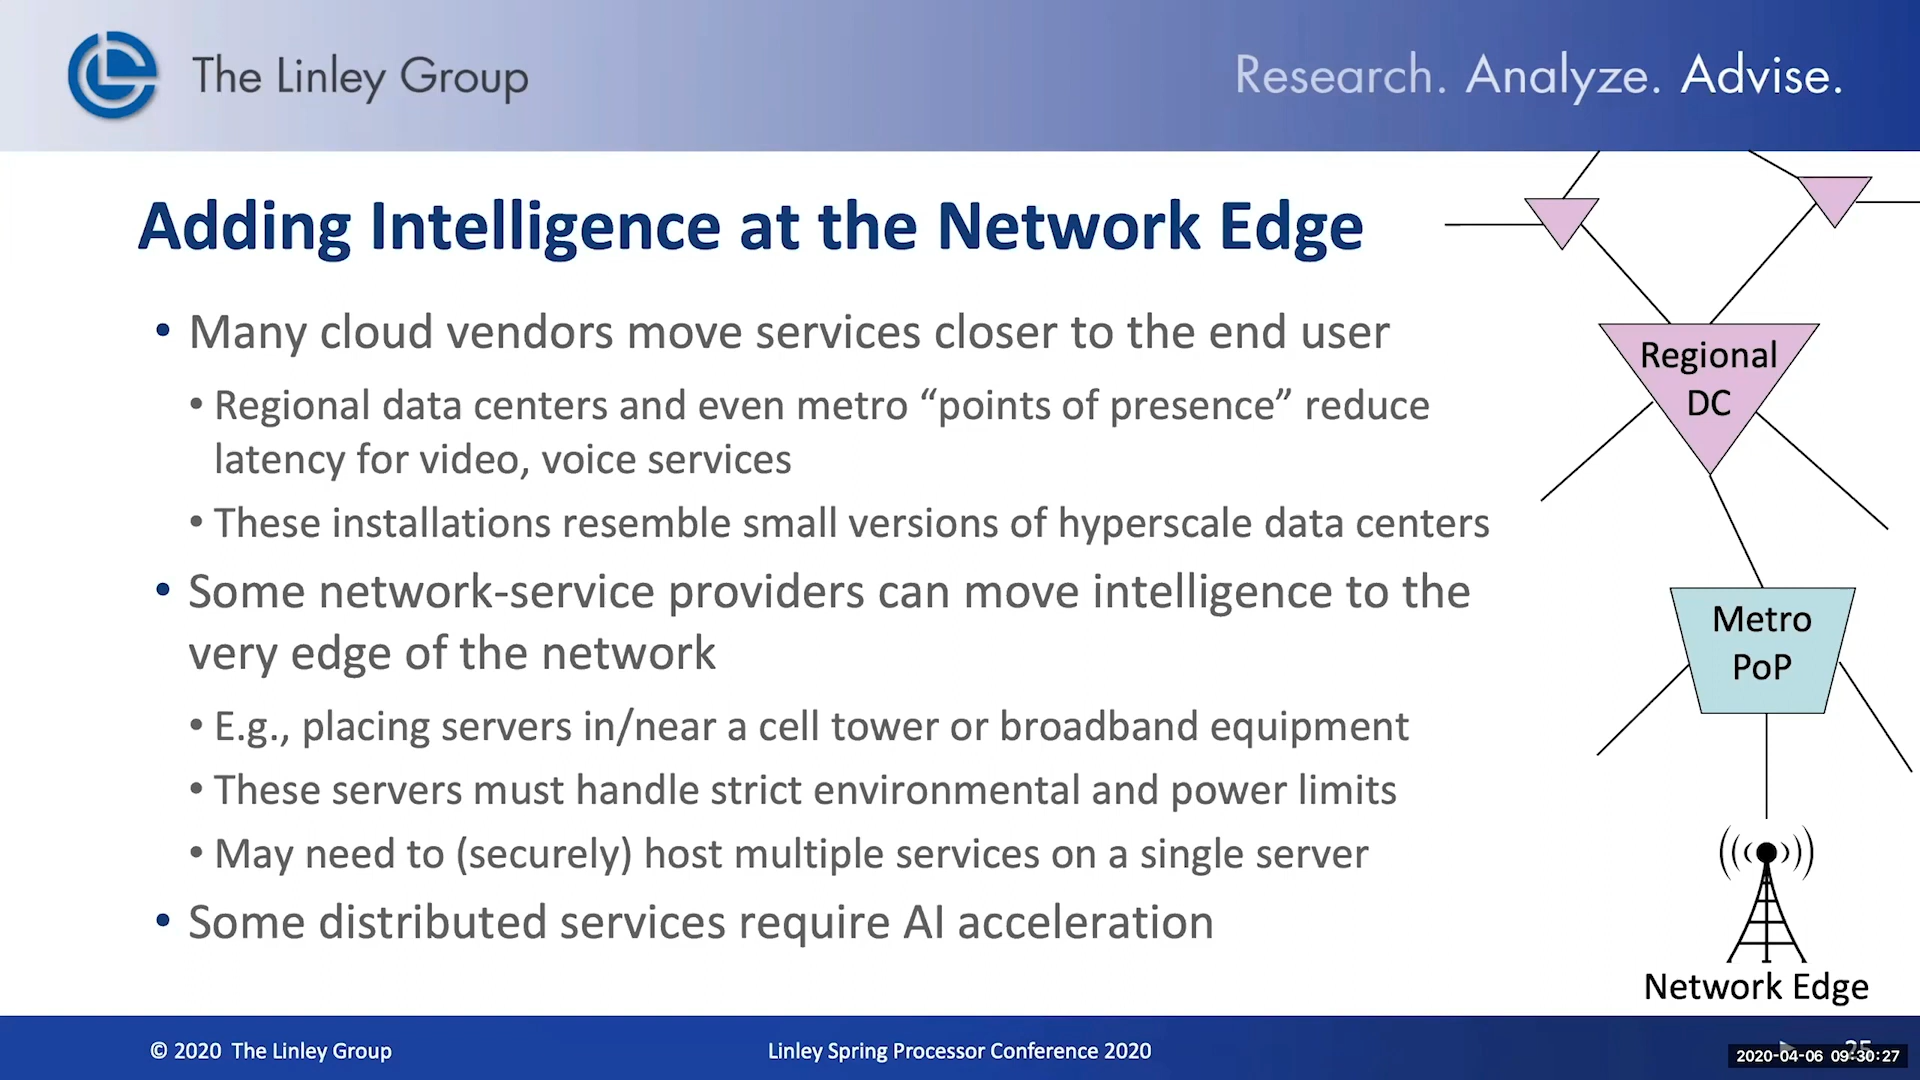 The Linley Group
Research. Analyze. Advise.
Adding Intelligence at the Network Edge
• Many cloud vendors move services closer to the end user
• Regional data centers and even metro “points of presence” reduce
latency for video, voice services
• These installations resemble small versions of hyperscale data centers
• Some network-service providers can move intelligence to the
very edge of the network
• E.g., placing servers in/near a cell tower or broadband equipment
• These servers must handle strict environmental and power limits
• May need to (securely) host multiple services on a single server
• Some distributed services require AI acceleration
Regional
DC
Metro
PoP
Network Edge
© 2020 The Linley Group
Linley Spring Processor Conference 2020
25
2020-04-06 09:30:27